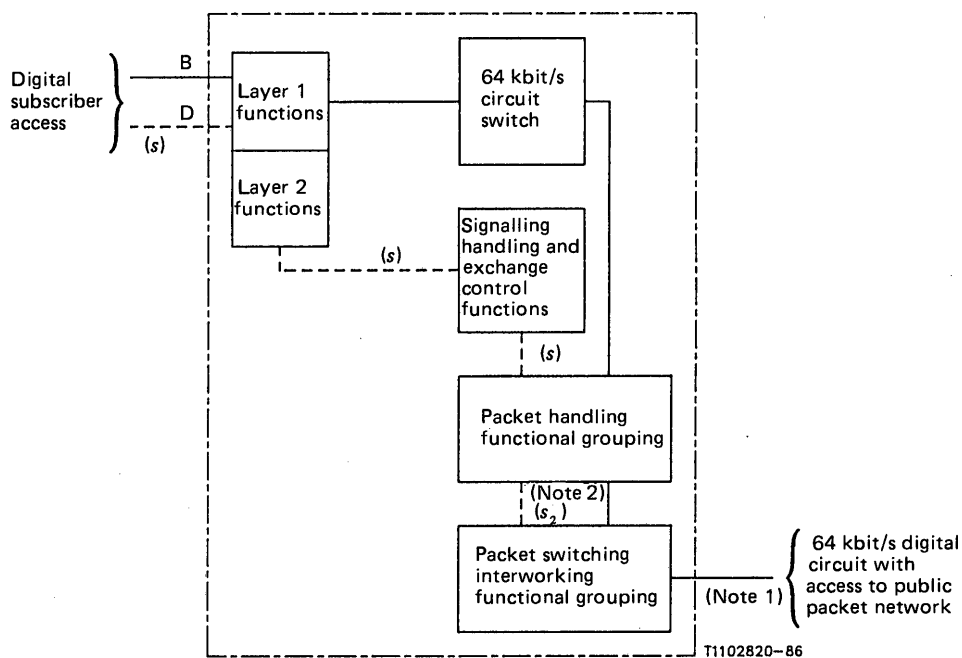 Digital
subscriber
access
B
D
(s)
Layer 1
functions
Layer 2
functions
64 kbit/s
circuit
switch
(s)
Signalling
handling and
exchange
control
functions
(s)
Packet handling
functional grouping
(Note 2)
(s2)
Packet switching
interworking
functional grouping
(Note 1)
64 kbit/s digital
circuit with
access to public
packet network
T1102820-86